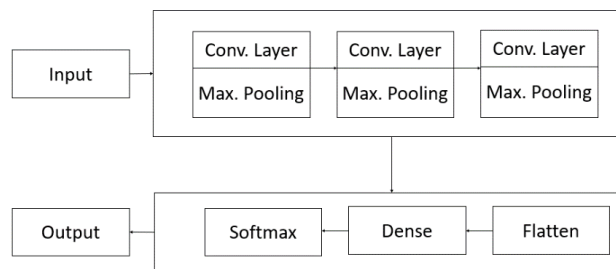 Input
Conv. Layer
Max. Pooling
Conv. Layer
Max. Pooling
Conv. Layer
Max. Pooling
Flatten
Dense
Softmax
Output